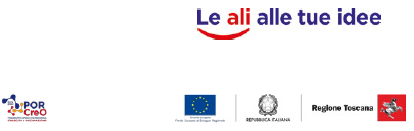 Le ali alle tue idee
POR
CreO
REPUBBLICA ITALIANA
Regione Toscana